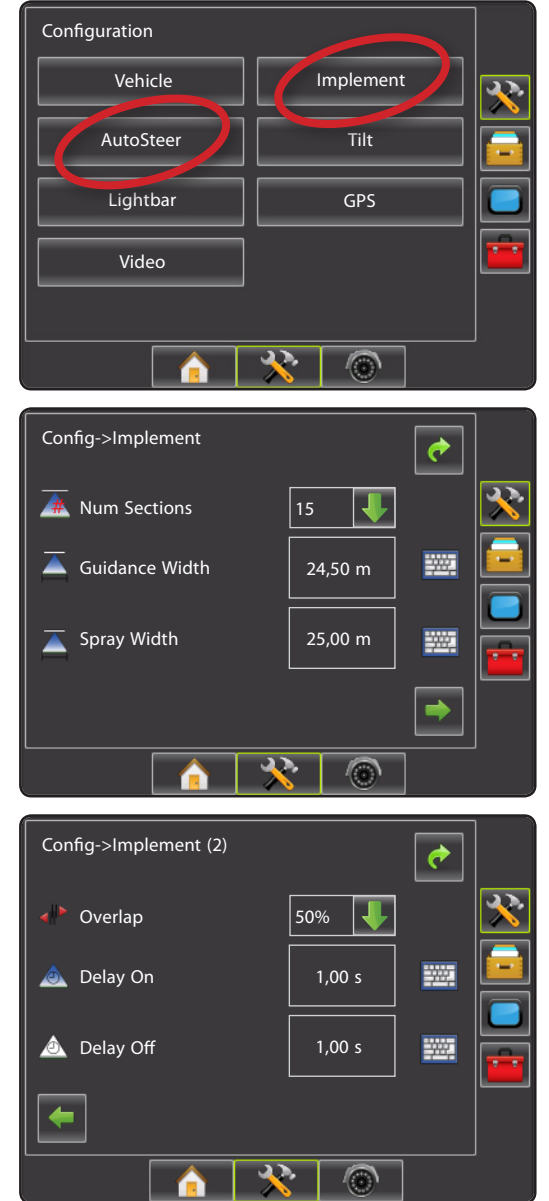 Configuration
Vehicle Implement
AutoSteer Tilt
Lightbar GPS
Video
Config->Implement
# Num Sections 15
Guidance Width 24,50 m
Spray Width 25,00 m
Config->Implement (2)
Overlap 50%
Delay On 1,00 s
Delay Off 1,00 s